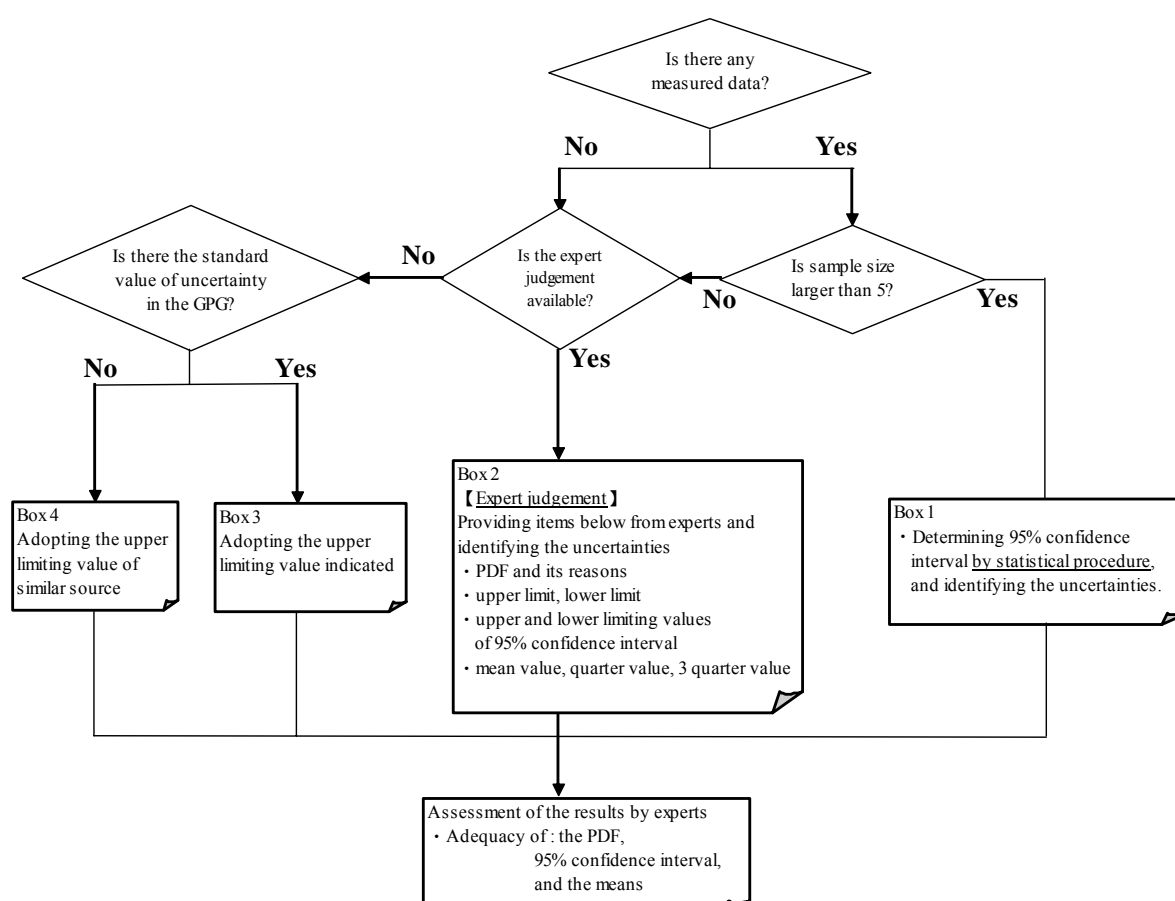 Is there any
measured data?
No
Yes
Is there the standard
value of uncertainty
in the GPG?
No
Is the expert
judgement
available?
No
Is sample size
larger than 5?
Yes
No
Yes
Yes
Box 4
Adopting the upper
limiting value of
similar source
Box 3
Adopting the upper
limiting value indicated
Box 2
【Expert judgement】
Providing items below from experts and
identifying the uncertainties
・PDF and its reasons
・upper limit, lower limit
・upper and lower limiting values
of 95% confidence interval
・mean value, quarter value, 3 quarter value
Box 1
・Determining 95% confidence
interval by statistical procedure,
and identifying the uncertainties.
Assessment of the results by experts
・Adequacy of : the PDF,
95% confidence interval,
and the means